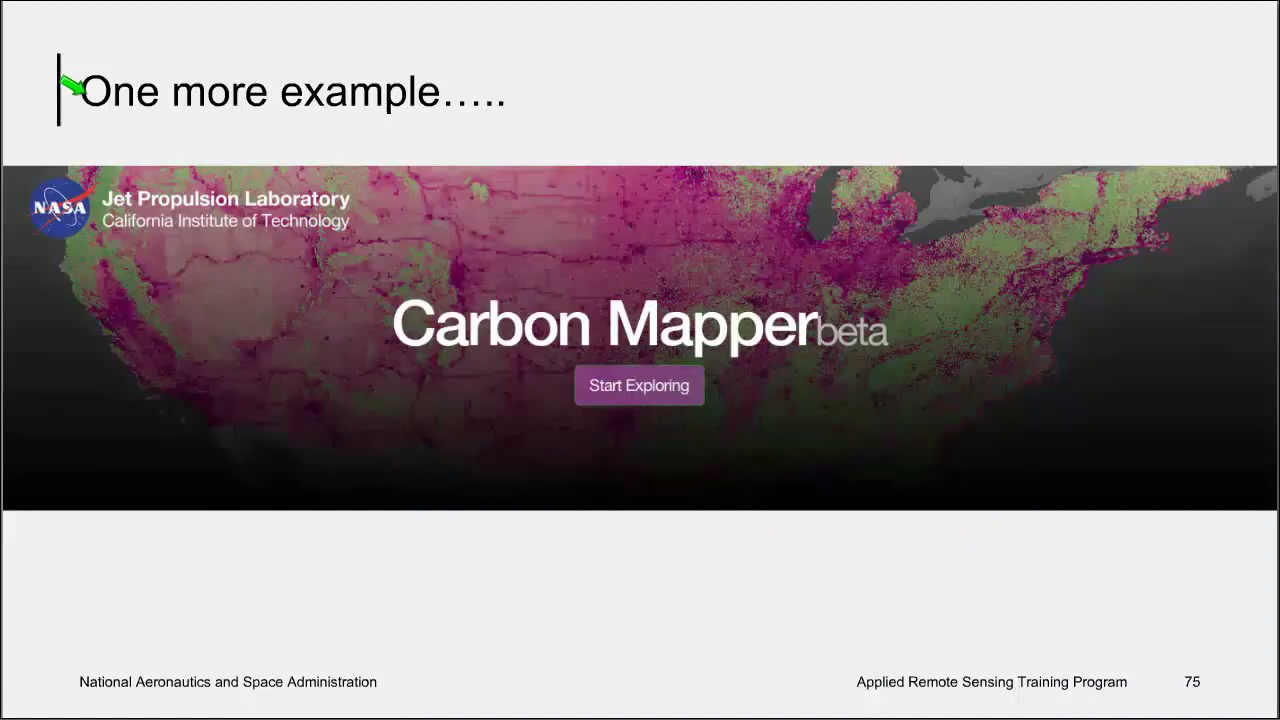 One more example…..
NASA
Jet Propulsion Laboratory
California Institute of Technology
Carbon Mapper beta
Start Exploring
National Aeronautics and Space Administration
Applied Remote Sensing Training Program
75